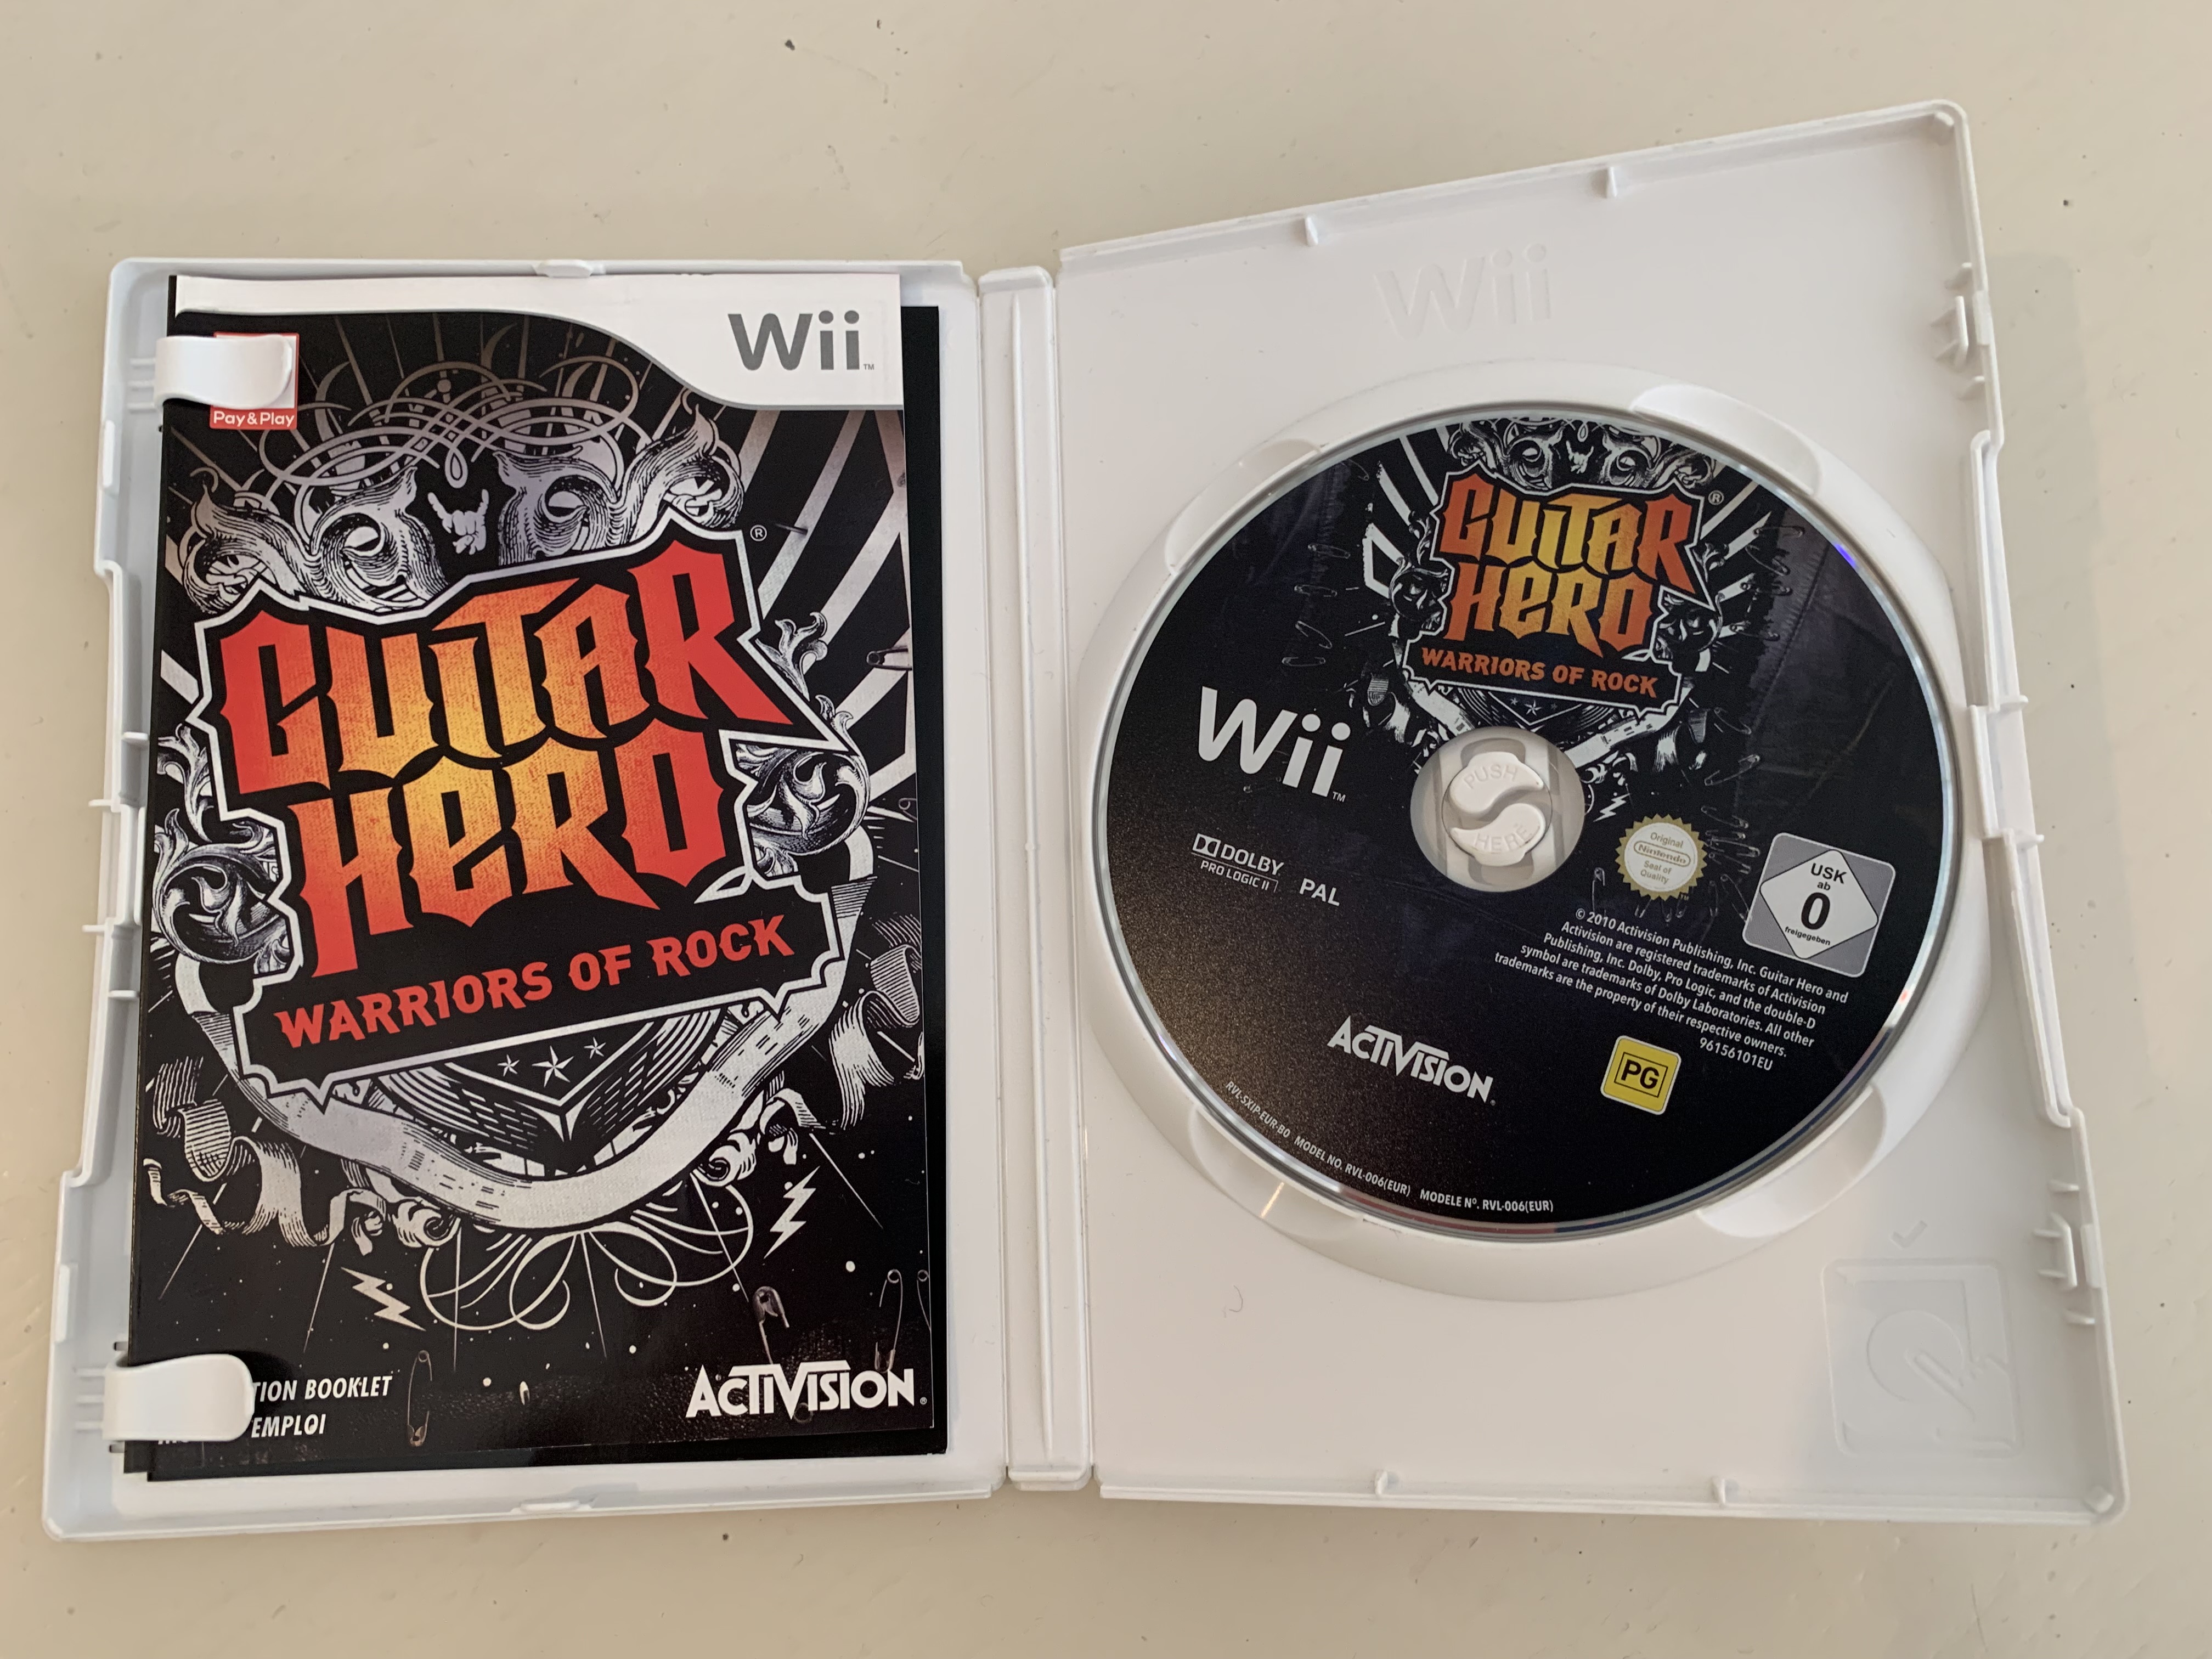 Wii™
Pay & Play
GUITAR
HERO®
WARRIORS OF ROCK
TION BOOKLET
EMPLOI
ACTIVISION®
Wii
GUITAR®
HERO
WARRIORS OF ROCK
Wii™
PUSH
HERE
DOLBY
PRO LOGIC II
PAL
Original
Nintendo
Seal of
Quality
™
USK
ab
0
freigegeben
© 2010 Activision Publishing, Inc. Guitar Hero and
Activision are registered trademarks of Activision
Publishing, Inc. Dolby, Pro Logic, and the double-D
symbol are trademarks of Dolby Laboratories. All other
trademarks are the property of their respective owners.
96156101EU
ACTIVISION®
PG
RVL-SXIP-EUR-B0 MODEL NO. RVL-006(EUR) MODELE Nº. RVL-006(EUR)